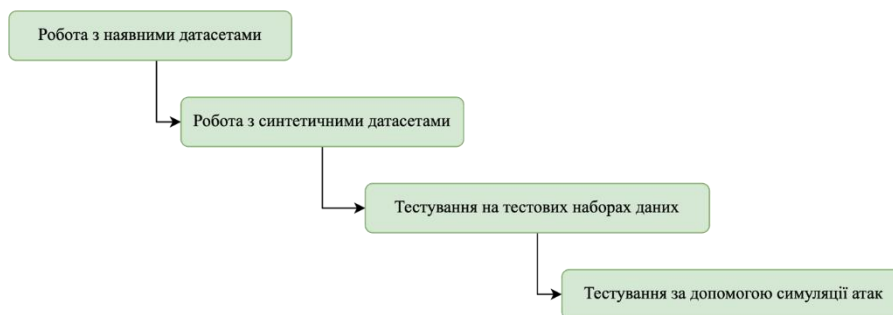 Робота з наявними датасетами
Робота з синтетичними датасетами
Тестування на тестових наборах даних
Тестування за допомогою симуляції атак